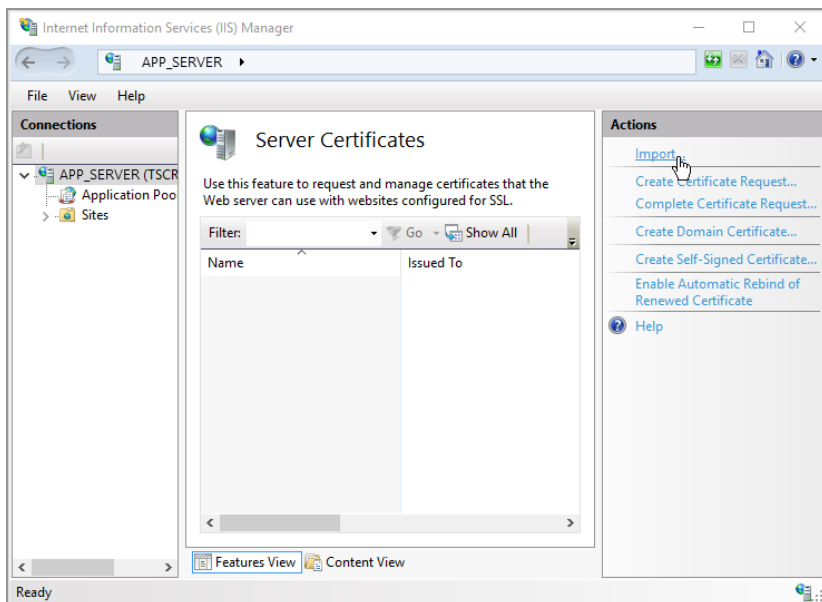 Internet Information Services (IIS) Manager
APP_SERVER
File View Help
Connections
APP_SERVER (TSCR
Application Poo
Sites
Server Certificates
Use this feature to request and manage certificates that the
Web server can use with websites configured for SSL.
Filter: Go Show All
Name Issued To
Features View Content View
Actions
Import...
Create Certificate Request...
Complete Certificate Request...
Create Domain Certificate...
Create Self-Signed Certificate...
Enable Automatic Rebind of
Renewed Certificate
Help
Ready